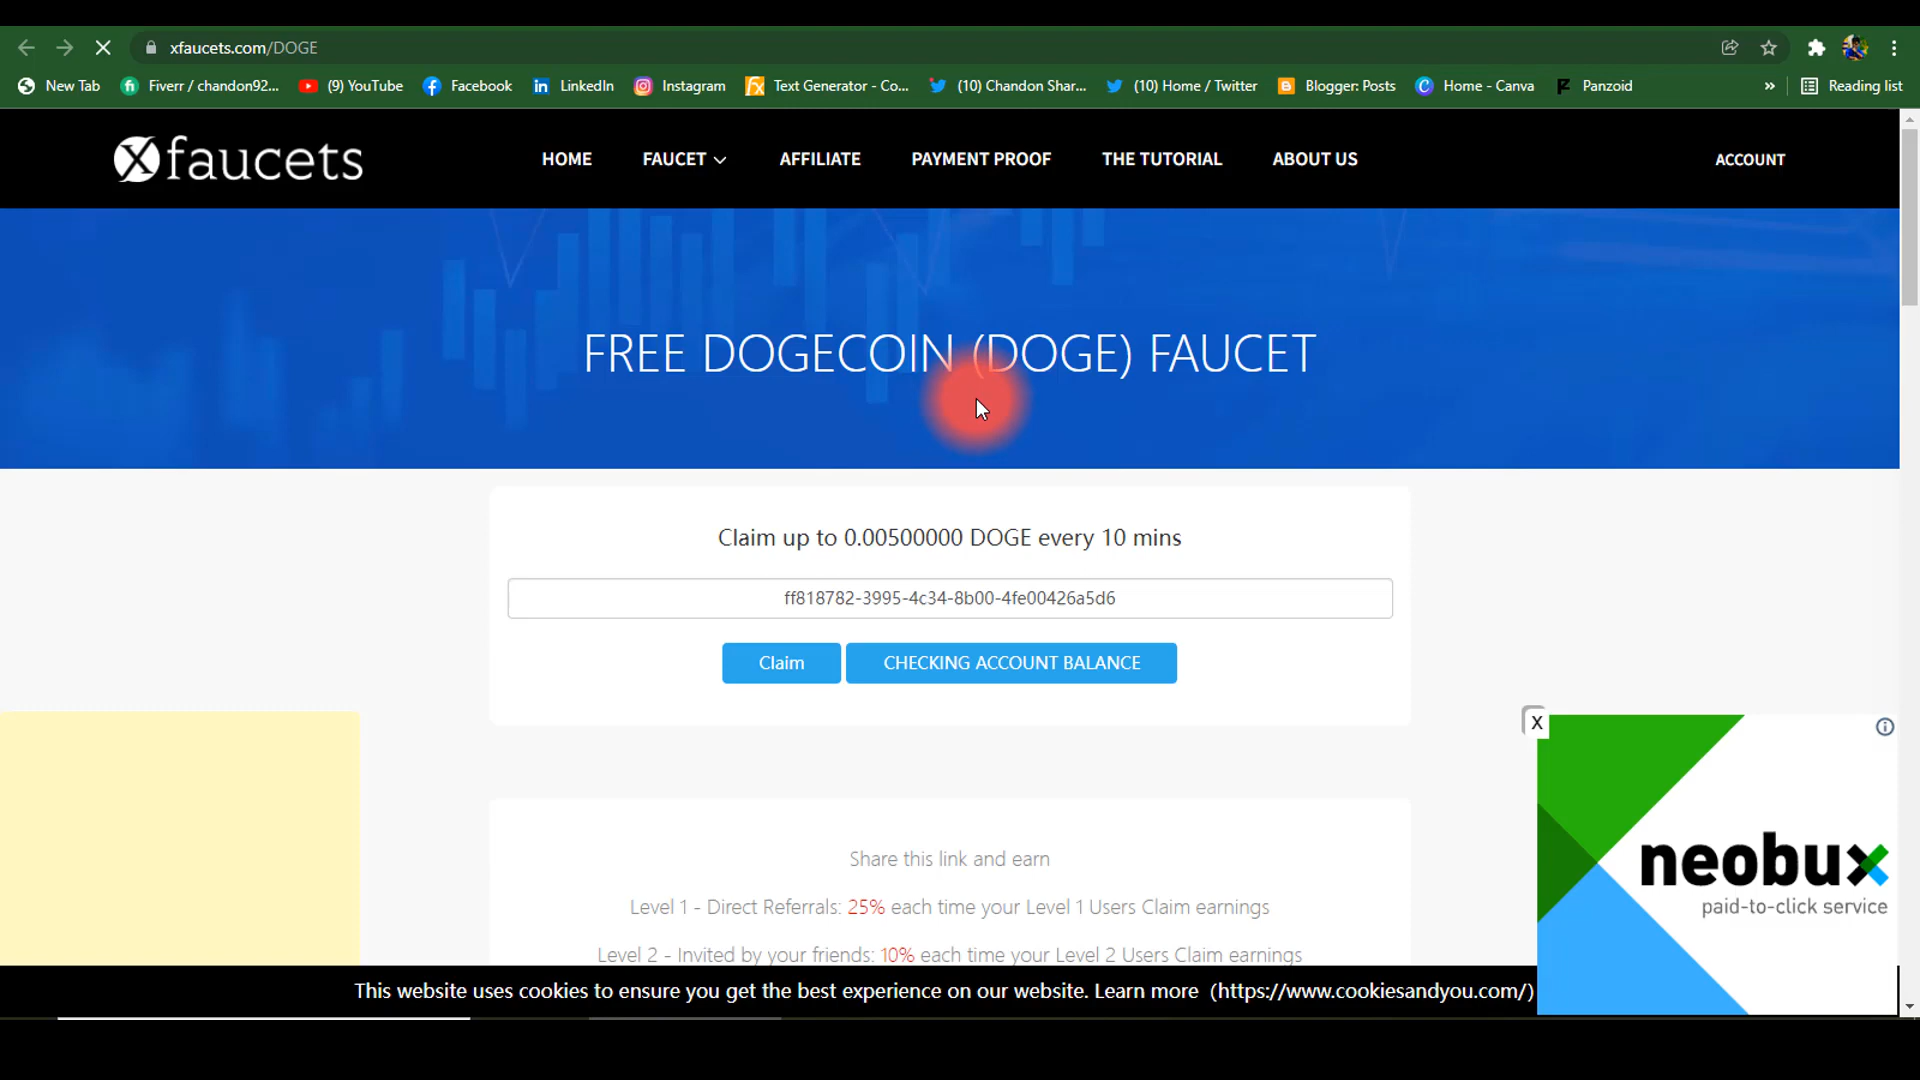 xfaucets.com/DOGE
New Tab Fiverr / chandon92... (9) YouTube Facebook LinkedIn Instagram Text Generator - Co... (10) Chandon Shar... (10) Home / Twitter Blogger: Posts Home - Canva Panzoid » Reading list
xfaucets HOME FAUCET AFFILIATE PAYMENT PROOF THE TUTORIAL ABOUT US ACCOUNT
FREE DOGECOIN (DOGE) FAUCET
Claim up to 0.00500000 DOGE every 10 mins
ff818782-3995-4c34-8b00-4fe00426a5d6
Claim CHECKING ACCOUNT BALANCE
X
neobux
paid-to-click service
Share this link and earn
Level 1 - Direct Referrals: 25% each time your Level 1 Users Claim earnings
Level 2 - Invited by your friends: 10% each time your Level 2 Users Claim earnings
This website uses cookies to ensure you get the best experience on our website. Learn more (https://www.cookiesandyou.com/)